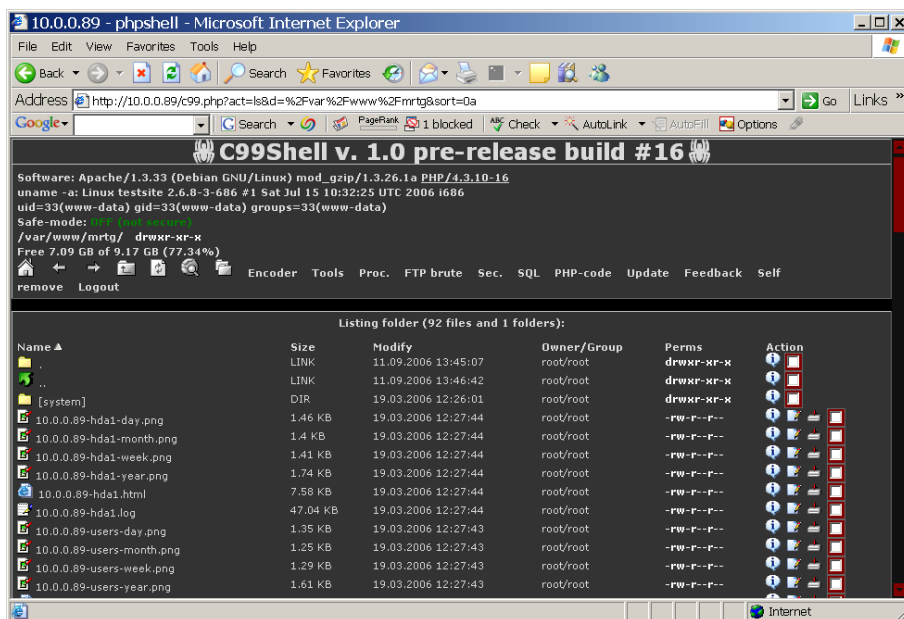 10.0.0.89 - phpshell - Microsoft Internet Explorer
File Edit View Favorites Tools Help
Back Search Favorites
Address http://10.0.0.89/c99.php?act=ls&d=%2Fvar%2Fwww%2Fmrtg&sort=0a Go Links »
Google Search PageRank 1 blocked ABC Check AutoLink AutoFill Options
C99Shell v. 1.0 pre-release build #16
Software: Apache/1.3.33 (Debian GNU/Linux) mod_gzip/1.3.26.1a PHP/4.3.10-16
uname -a: Linux testsite 2.6.8-3-686 #1 Sat Jul 15 10:32:25 UTC 2006 i686
uid=33(www-data) gid=33(www-data) groups=33(www-data)
Safe-mode: OFF (not secure)
/var/www/mrtg/ drwxr-xr-x
Free 7.09 GB of 9.17 GB (77.34%)
Encoder Tools Proc. FTP brute Sec. SQL PHP-code Update Feedback Self
remove Logout
Listing folder (92 files and 1 folders):
Name Size Modify Owner/Group Perms Action
. LINK 11.09.2006 13:45:07 root/root drwxr-xr-x
.. LINK 11.09.2006 13:46:42 root/root drwxr-xr-x
[system] DIR 19.03.2006 12:26:01 root/root drwxr-xr-x
10.0.0.89-hda1-day.png 1.46 KB 19.03.2006 12:27:44 root/root -rw-r--r--
10.0.0.89-hda1-month.png 1.4 KB 19.03.2006 12:27:44 root/root -rw-r--r--
10.0.0.89-hda1-week.png 1.41 KB 19.03.2006 12:27:44 root/root -rw-r--r--
10.0.0.89-hda1-year.png 1.74 KB 19.03.2006 12:27:44 root/root -rw-r--r--
10.0.0.89-hda1.html 7.58 KB 19.03.2006 12:27:44 root/root -rw-r--r--
10.0.0.89-hda1.log 47.04 KB 19.03.2006 12:27:44 root/root -rw-r--r--
10.0.0.89-users-day.png 1.35 KB 19.03.2006 12:27:43 root/root -rw-r--r--
10.0.0.89-users-month.png 1.25 KB 19.03.2006 12:27:43 root/root -rw-r--r--
10.0.0.89-users-week.png 1.29 KB 19.03.2006 12:27:43 root/root -rw-r--r--
10.0.0.89-users-year.png 1.61 KB 19.03.2006 12:27:43 root/root -rw-r--r--
Internet